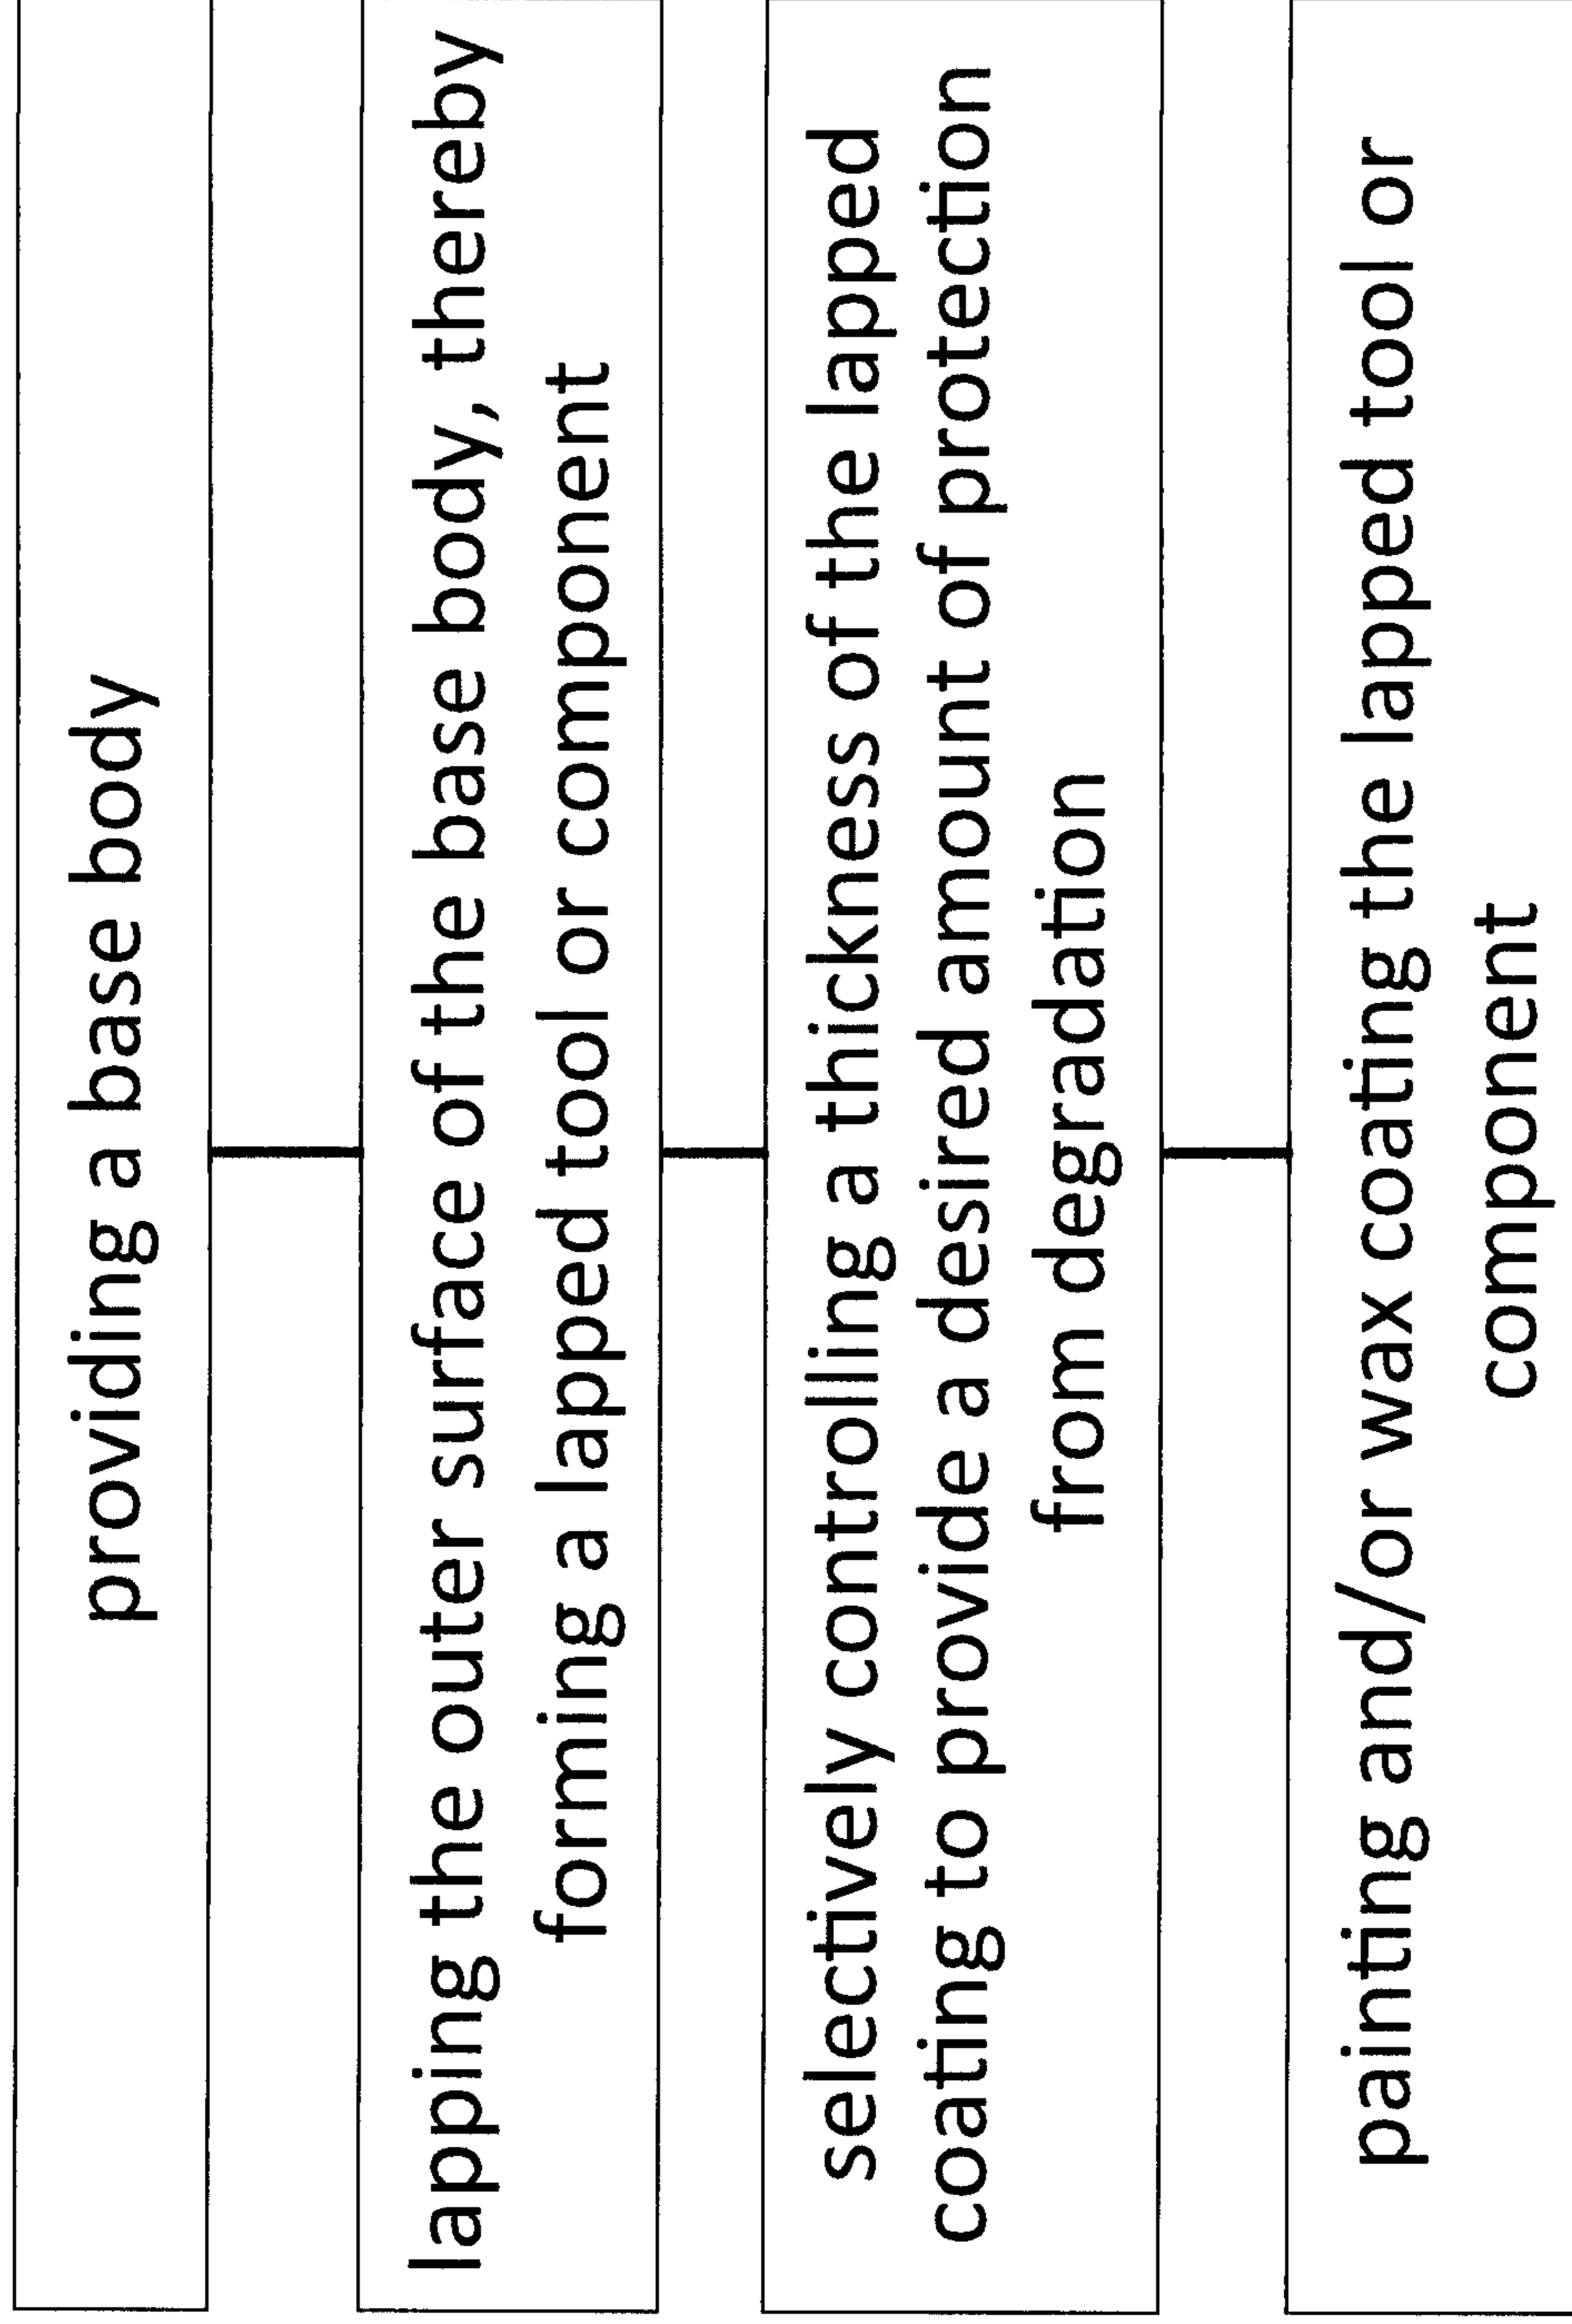 providing a base body
lapping the outer surface of the base body, thereby
forming a lapped tool or component
selectively controlling a thickness of the lapped
coating to provide a desired amount of protection
from degradation
painting and/or wax coating the lapped tool or
component